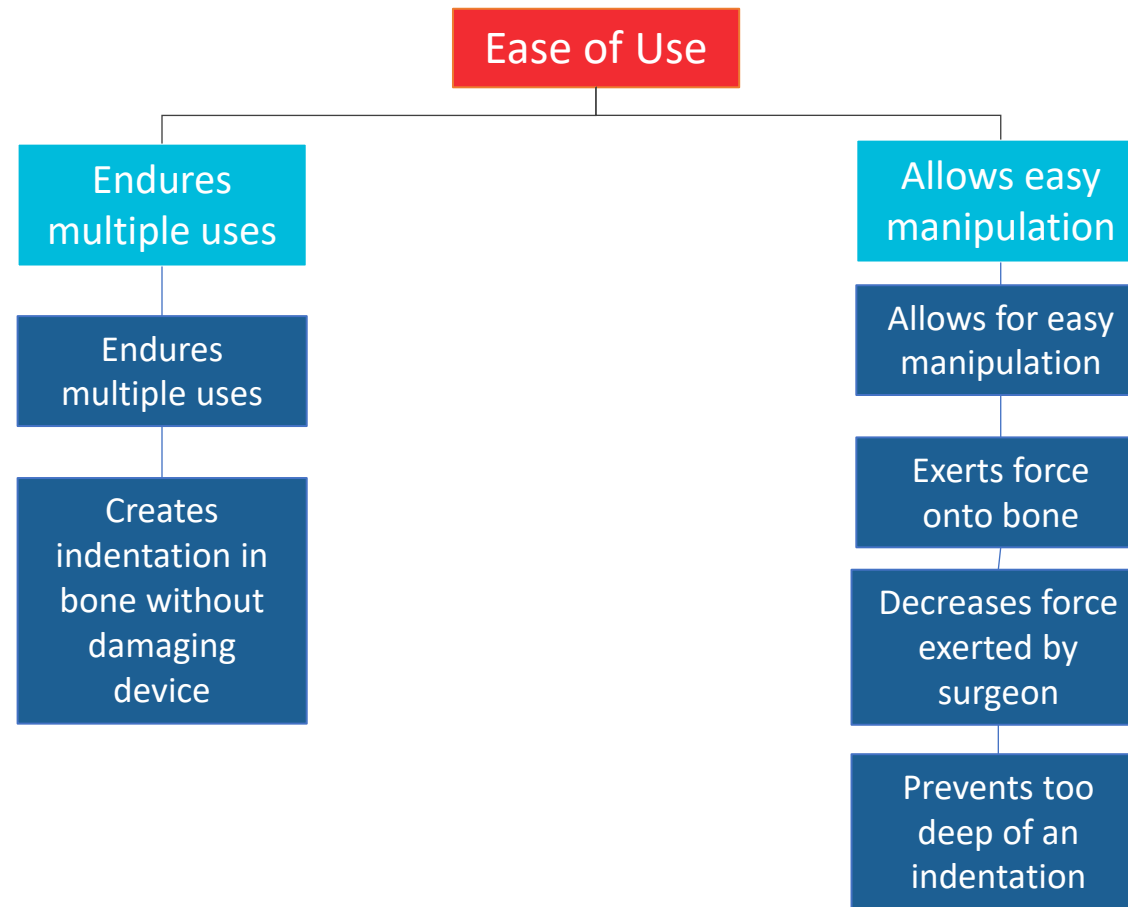 Ease of Use
Endures
multiple uses
Endures
multiple uses
Creates
indentation in
bone without
damaging
device
Allows easy
manipulation
Allows for easy
manipulation
Exerts force
onto bone
Decreases force
exerted by
surgeon
Prevents too
deep of an
indentation